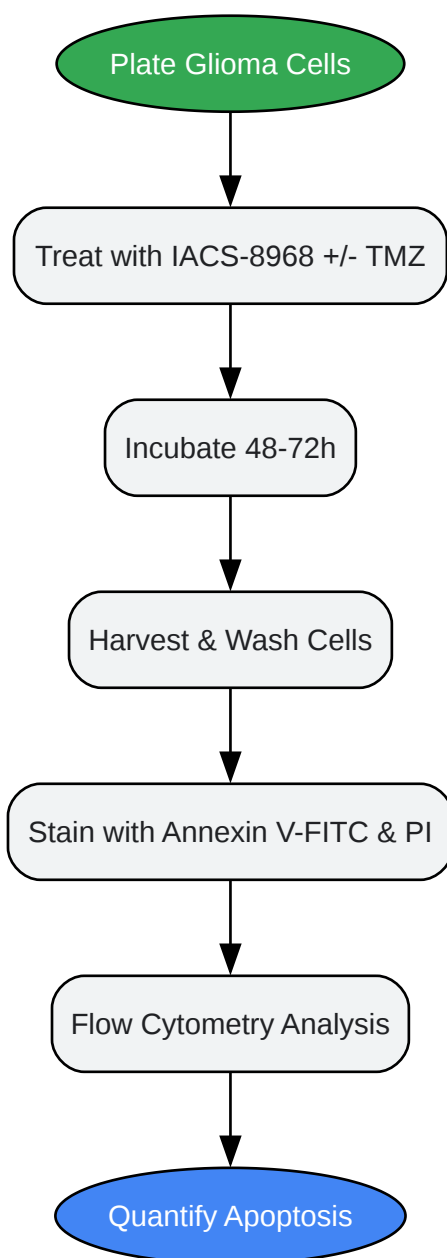 Plate Glioma Cells
Treat with IACS-8968 +/- TMZ
Incubate 48-72h
Harvest & Wash Cells
Stain with Annexin V-FITC & PI
Flow Cytometry Analysis
Quantify Apoptosis